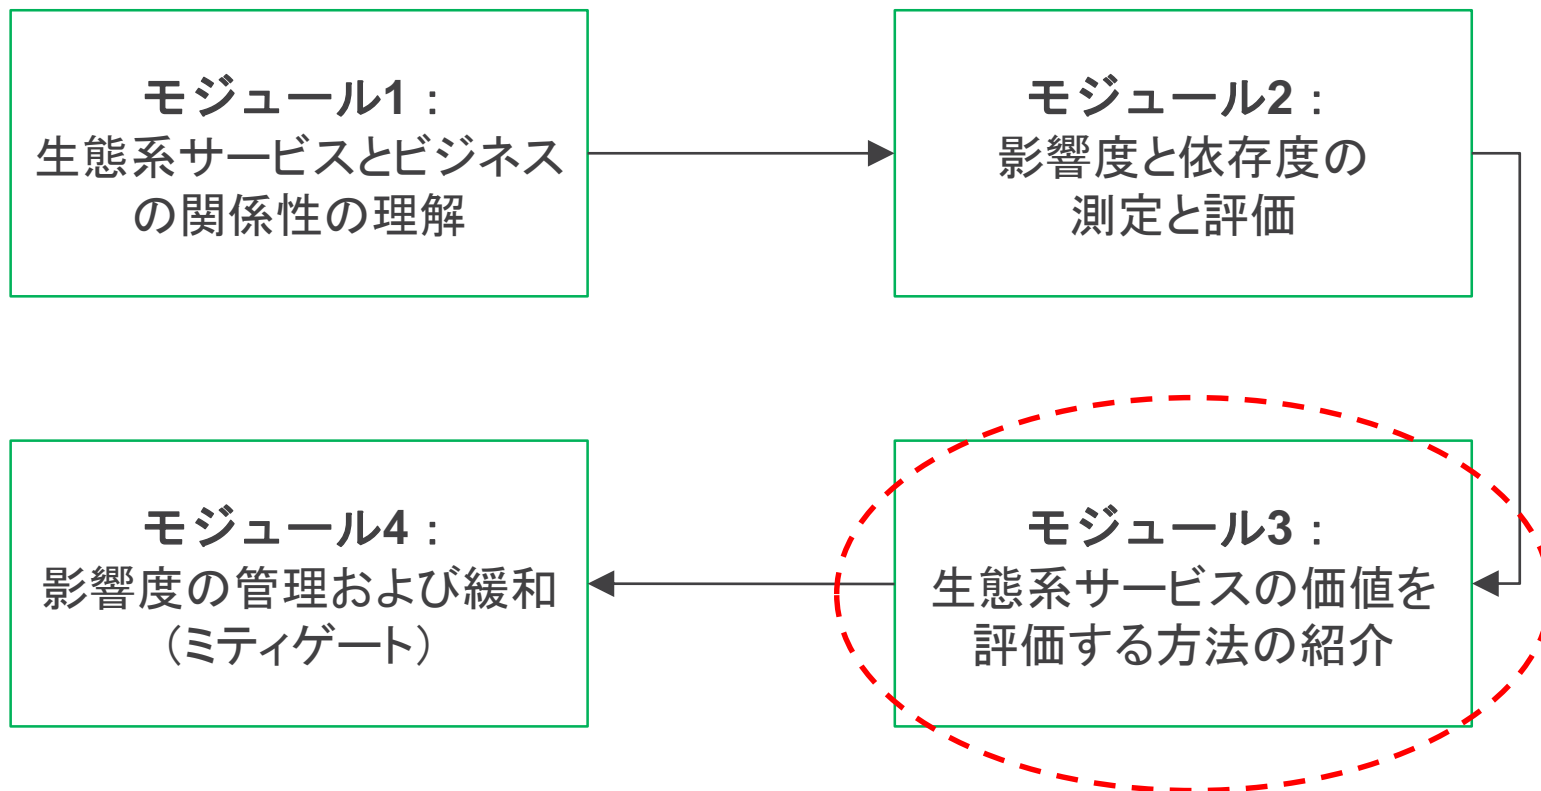 モジュール1：
生態系サービスとビジネス
の関係性の理解
モジュール2：
影響度と依存度の
測定と評価
モジュール3：
生態系サービスの価値を
評価する方法の紹介
モジュール4：
影響度の管理および緩和
（ミティゲート）